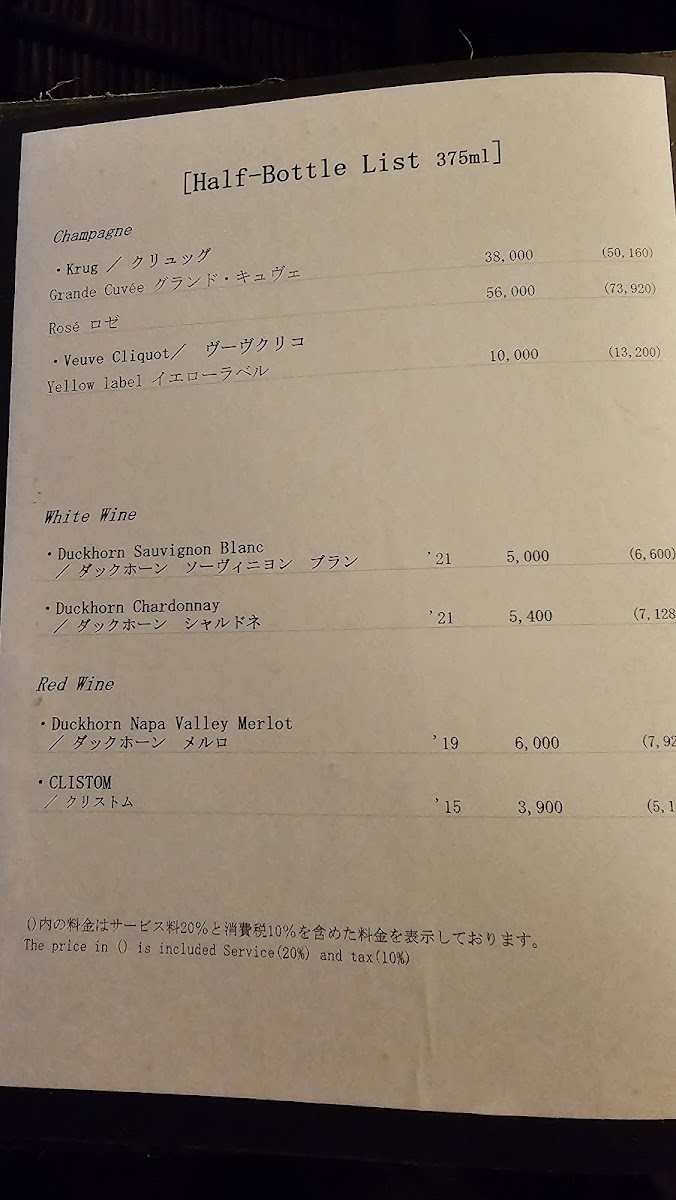 [Half-Bottle List 375ml]
Champagne
・Krug / クリュッグ 38,000 (50,160)
Grande Cuvée グランド・キュヴェ
56,000 (73,920)
Rosé ロゼ
・Veuve Cliquot/ ヴーヴクリコ 10,000 (13,200)
Yellow label イエローラベル
White Wine
・Duckhorn Sauvignon Blanc
/ ダックホーン ソーヴィニヨン ブラン '21 5,000 (6,600)
・Duckhorn Chardonnay
/ ダックホーン シャルドネ '21 5,400 (7,128
Red Wine
・Duckhorn Napa Valley Merlot
/ ダックホーン メルロ '19 6,000 (7,92
・CLISTOM
/ クリストム '15 3,900 (5,1
()内の料金はサービス料20%と消費税10%を含めた料金を表示しております。
The price in () is included Service(20%) and tax(10%)